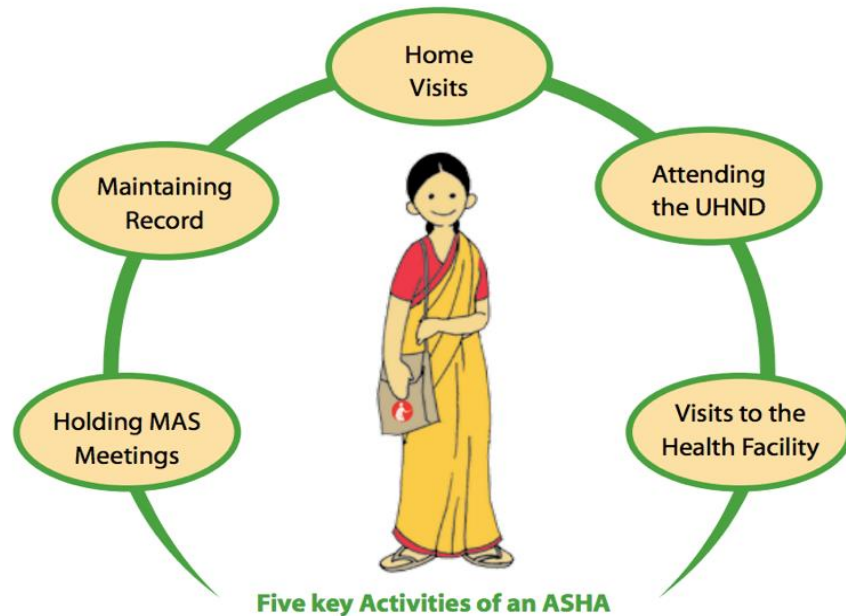 Home
Visits
Maintaining
Record
Attending
the UHND
Holding MAS
Meetings
Visits to the
Health Facility
Five key Activities of an ASHA